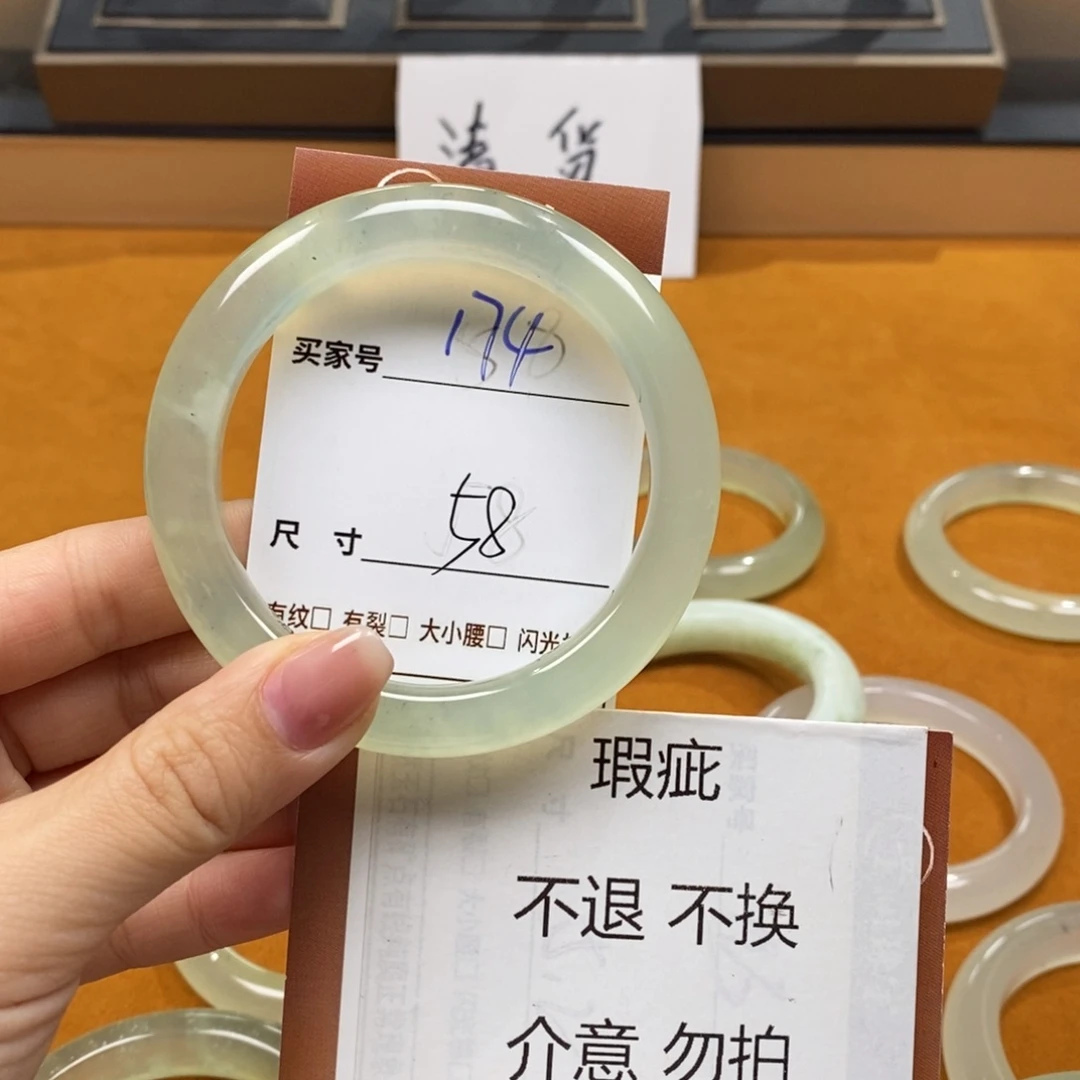 清货
买家号 174
尺寸 58
有纹□ 有裂□ 大小腰□ 闪光
瑕疵
不退 不换
介意 勿拍